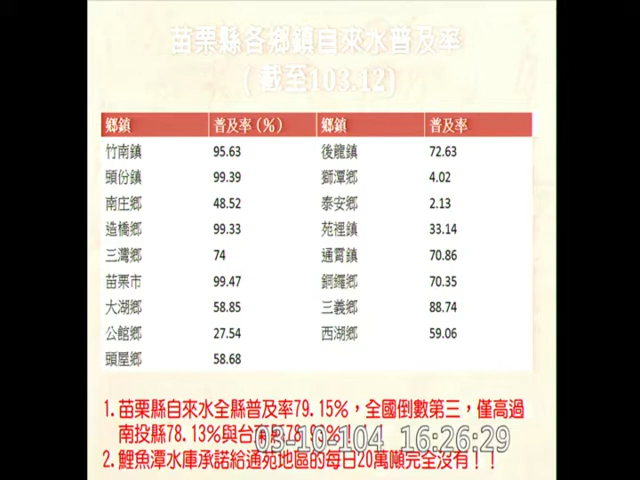 苗栗縣各鄉鎮自來水普及率
(截至103.12)
鄉鎮 普及率(%) 鄉鎮 普及率
竹南鎮 95.63 後龍鎮 72.63
頭份鎮 99.39 獅潭鄉 4.02
南庄鄉 48.52 泰安鄉 2.13
造橋鄉 99.33 苑裡鎮 33.14
三灣鄉 74 通霄鎮 70.86
苗栗市 99.47 銅鑼鄉 70.35
大湖鄉 58.85 三義鄉 88.74
公館鄉 27.54 西湖鄉 59.06
頭屋鄉 58.68
1.苗栗縣自來水全縣普及率79.15%，全國倒數第三，僅高過
南投縣78.13%與台
03-10-104 16:26:29
2.鯉魚潭水庫承諾給通苑地區的每日20萬噸完全沒有！！